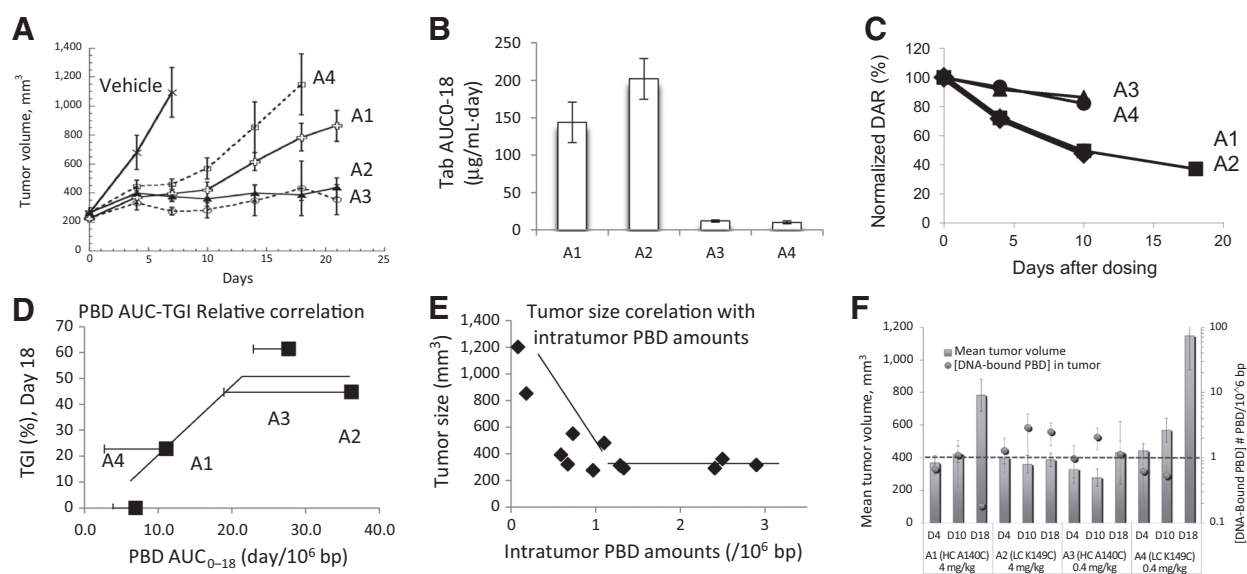 A
Tumor volume, mm3
1,400
1,200
1,000
800
600
400
200
0
0
5
10
15
20
25
Days
Vehicle
A4
A1
A2
A3
B
Tab AUC0-18
(μg/mL·day)
250
200
150
100
50
0
A1
A2
A3
A4
C
Normalized DAR (%)
120
100
80
60
40
20
0
0
5
10
15
20
Days after dosing
A3
A4
A1
A2
D
PBD AUC-TGI Relative correlation
TGI (%), Day 18
70
60
50
40
30
20
10
0
0.0
10.0
20.0
30.0
40.0
PBD AUC0–18 (day/106 bp)
A4
A1
A3
A2
E
Tumor size corelation with
intratumor PBD amounts
Tumor size (mm3)
1,400
1,200
1,000
800
600
400
200
0
0
1
2
3
Intratumor PBD amounts (/106 bp)
F
Mean tumor volume, mm3
1,200
1,000
800
600
400
200
0
Mean tumor volume
[DNA-bound PBD] in tumor
100
10
1
0.1
[DNA-Bound PBD] # PBD/10^6 bp
D4 D10 D18 D4 D10 D18 D4 D10 D18 D4 D10 D18
A1 (HC A140C) A2 (LC K149C) A3 (HC A140C) A4 (LC K149C)
4 mg/kg 4 mg/kg 0.4 mg/kg 0.4 mg/kg